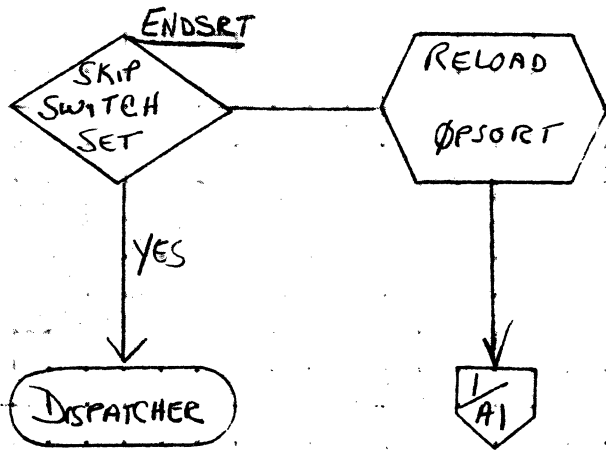 ENDSRT
SKIP
SWITCH
SET
RELOAD
ØPSORT
YES
DISPATCHER
1
A1